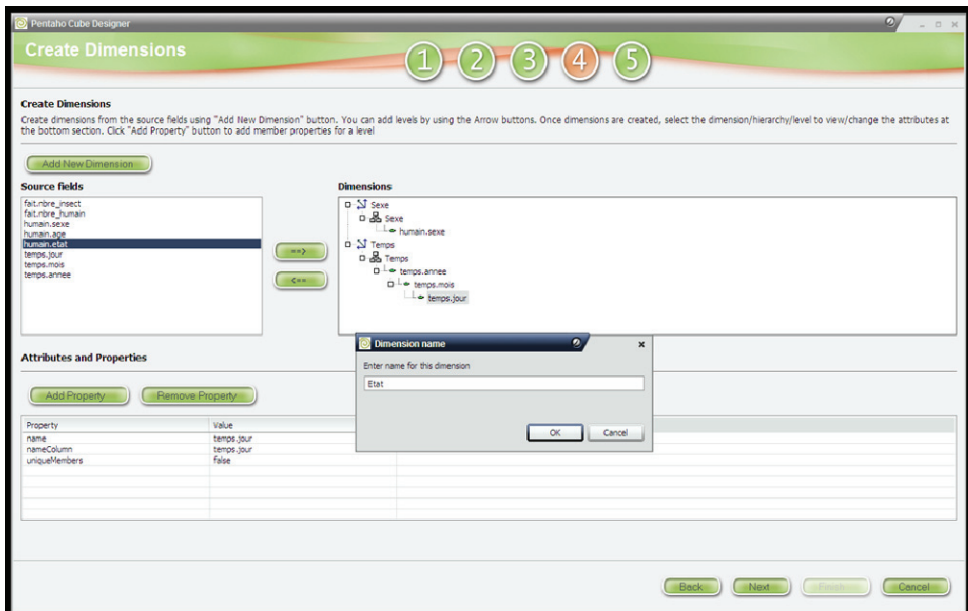 Pentaho Cube Designer
Create Dimensions
1 2 3 4 5
Create Dimensions
Create dimensions from the source fields using "Add New Dimension" button. You can add levels by using the Arrow buttons. Once dimensions are created, select the dimension/hierarchy/level to view/change the attributes at
the bottom section. Click "Add Property" button to add member properties for a level
Add New Dimension
Source fields
fait.nbre_insect
fait.nbre_humain
humain.sexe
humain.age
humain.etat
temps.jour
temps.mois
temps.annee
==>
<==
Dimensions
Sexe
Sexe
humain.sexe
Temps
Temps
temps.annee
temps.mois
temps.jour
Dimension name
Enter name for this dimension
Etat
OK Cancel
Attributes and Properties
Add Property Remove Property
Property Value
name temps.jour
nameColumn temps.jour
uniqueMembers false
Back Next Finish Cancel